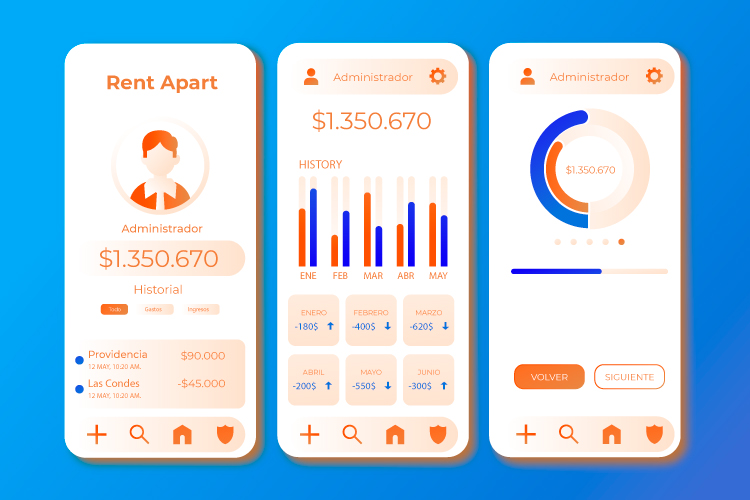 Rent Apart
Administrador
$1.350.670
Historial
Todo
Gastos
Ingresos
Providencia
$90.000
12 MAY, 16:20 AM.
Las Condes
-$45.000
12 MAY, 16:20 AM.
Administrador
$1.350.670
HISTORY
ENE FEB MAR ABR MAY
ENERO
-180$
FEBRERO
-400$
MARZO
-620$
ABRIL
-200$
MAYO
-550$
JUNIO
-300$
Administrador
$1.350.670
VOLVER
SIGUIENTE